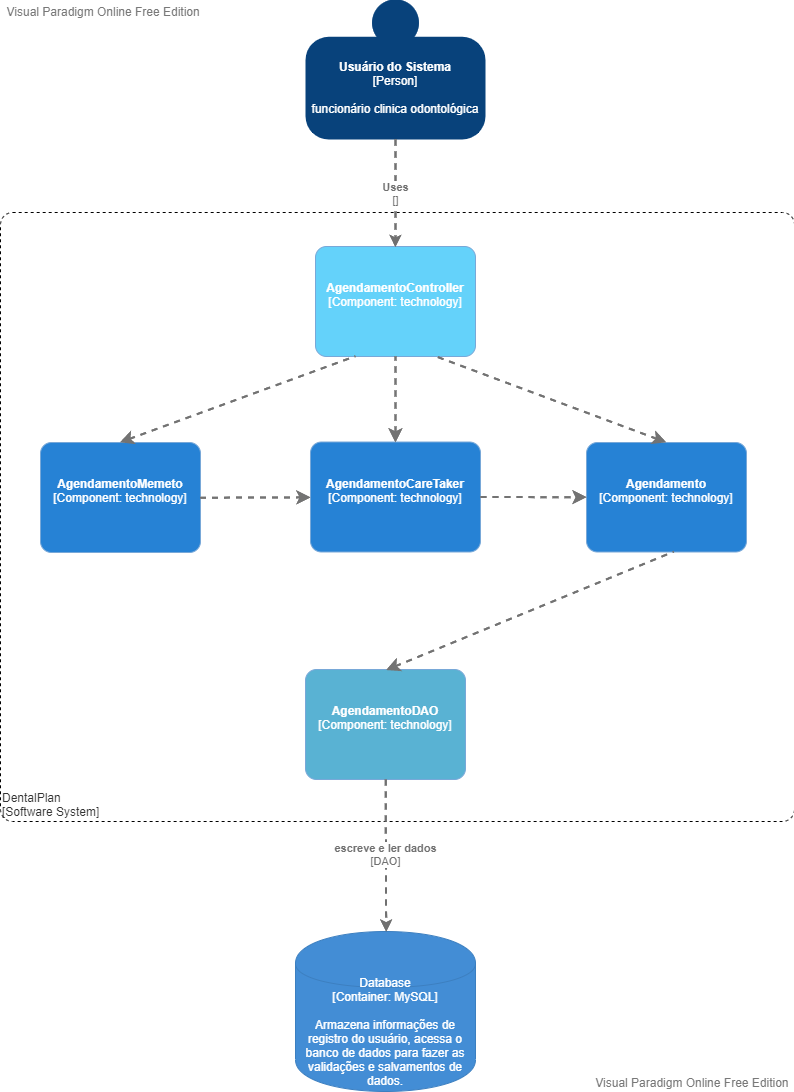 Visual Paradigm Online Free Edition
Usuário do Sistema
[Person]
funcionário clinica odontológica
Uses
[]
AgendamentoController
[Component: technology]
AgendamentoMemeto
[Component: technology]
AgendamentoCareTaker
[Component: technology]
Agendamento
[Component: technology]
AgendamentoDAO
[Component: technology]
DentalPlan
[Software System]
escreve e ler dados
[DAO]
Database
[Container: MySQL]
Armazena informações de
registro do usuário, acessa o
banco de dados para fazer as
validações e salvamentos de
dados.
Visual Paradigm Online Free Edition